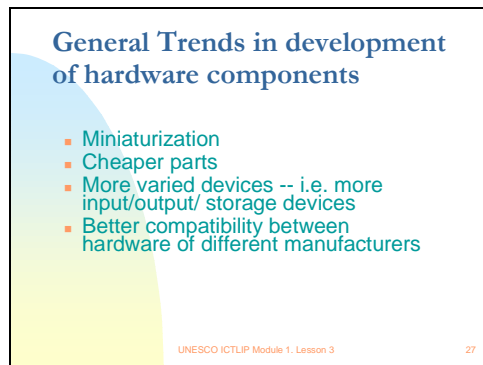 General Trends in development
of hardware components
Miniaturization
Cheaper parts
More varied devices -- i.e. more
input/output/ storage devices
Better compatibility between
hardware of different manufacturers
UNESCO ICTLIP Module 1. Lesson 3
27